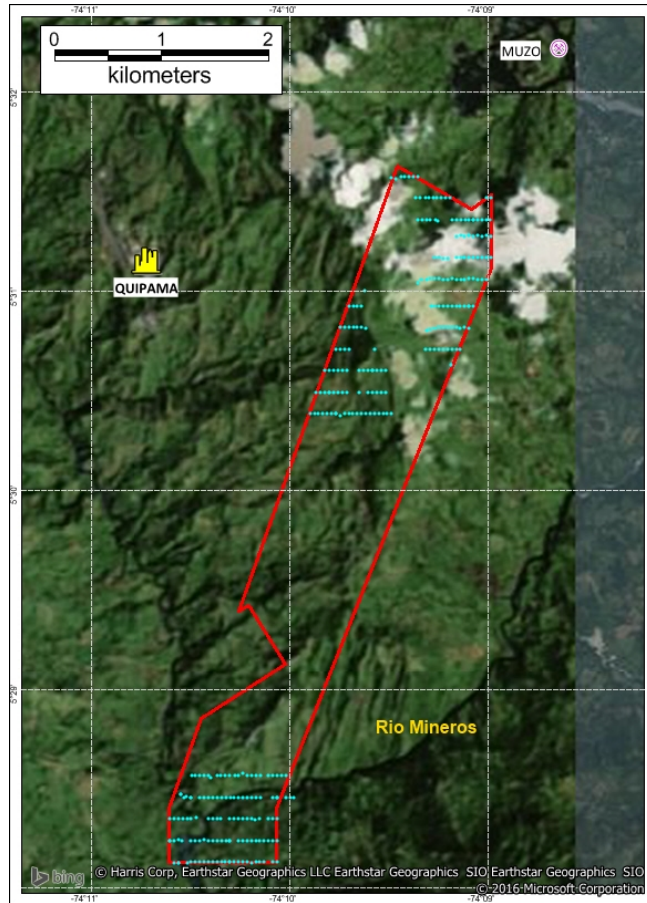 -74°11' -74°10' -74°09'
0 1 2
kilometers
MUZO
5°32'
QUIPAMA
5°31'
5°30'
5°29'
Rio Mineros
bing © Harris Corp, Earthstar Geographics LLC Earthstar Geographics SIO Earthstar Geographics SIO
© 2016 Microsoft Corporation
-74°11' -74°10' -74°09'